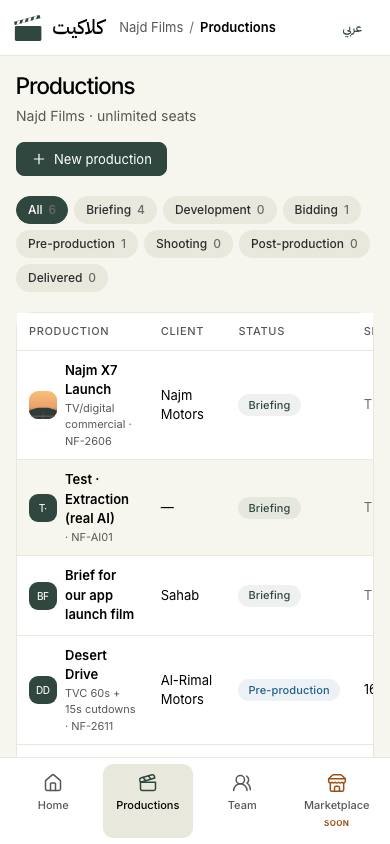 كلاكيت Najd Films / Productions عربي
Productions
Najd Films · unlimited seats
+ New production
All 6 Briefing 4 Development 0 Bidding 1
Pre-production 1 Shooting 0 Post-production 0
Delivered 0
PRODUCTION CLIENT STATUS
Najm X7
Launch
TV/digital
commercial ·
NF-2606
Najm
Motors
Briefing
T
T·
Test ·
Extraction
(real AI)
· NF-AI01
—
Briefing
T
BF
Brief for
our app
launch film
Sahab
Briefing
T
DD
Desert
Drive
TVC 60s +
15s cutdowns
· NF-2611
Al-Rimal
Motors
Pre-production
16
Home Productions Team Marketplace
SOON